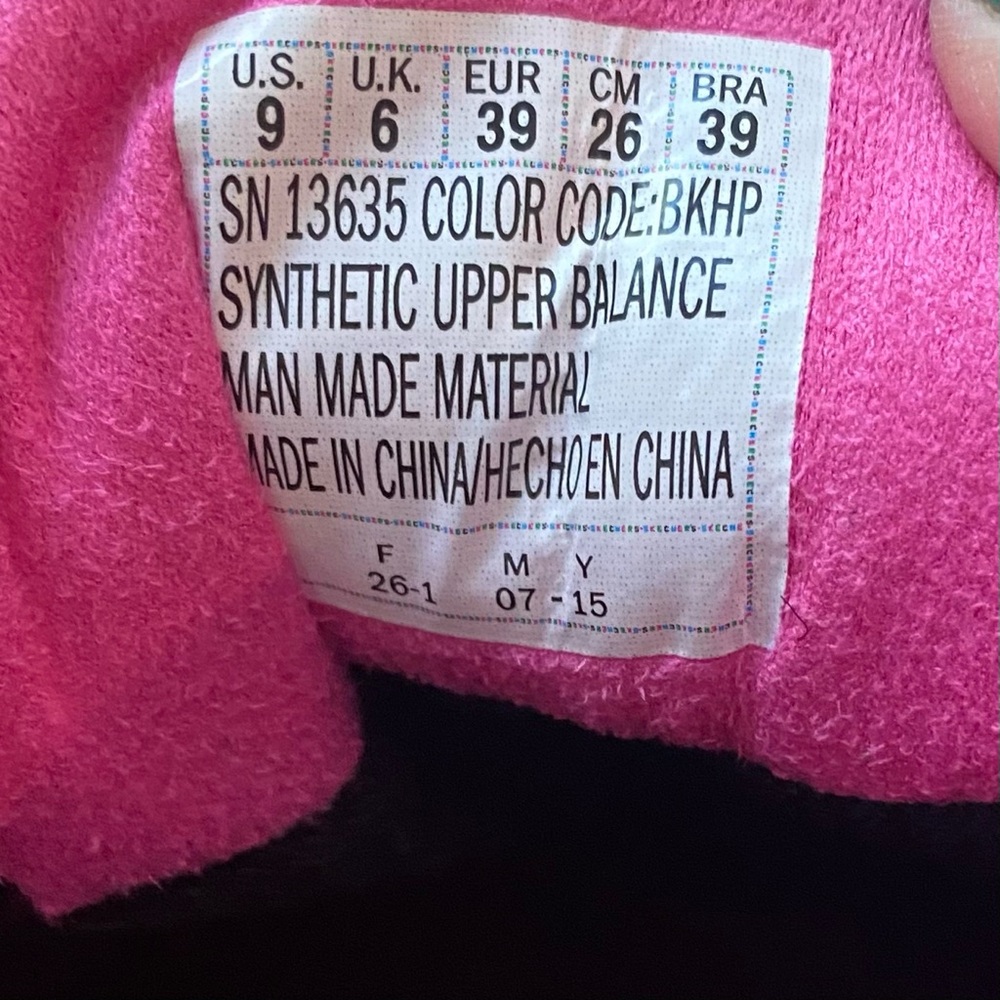 U.S. U.K. EUR CM BRA
9 6 39 26 39
SN 13635 COLOR CODE:BKHP
SYNTHETIC UPPER BALANCE
MAN MADE MATERIAL
MADE IN CHINA/HECHO EN CHINA
F M Y
26-1 07 - 15